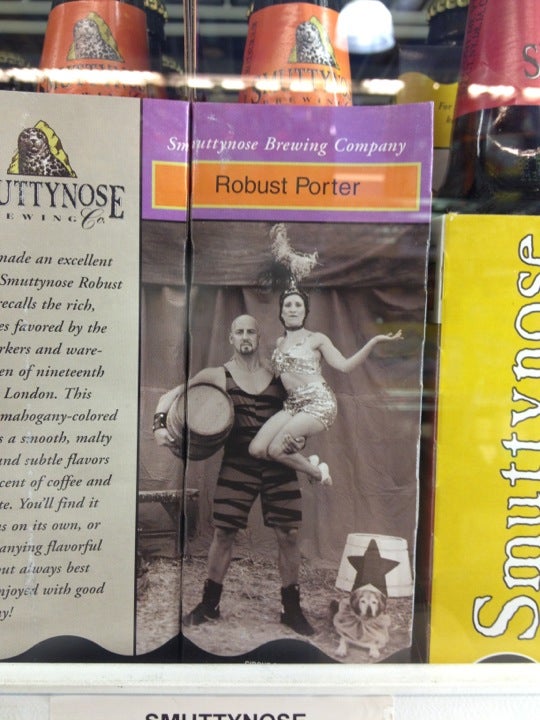 SMUTTYNOSE
Smuttynose Brewing Company
Robust Porter
UTTYNOSE
EWING Co.
made an excellent
Smuttynose Robust
recalls the rich,
es favored by the
rkers and ware-
en of nineteenth
London. This
mahogany-colored
s a smooth, malty
and subtle flavors
cent of coffee and
te. You'll find it
s on its own, or
anying flavorful
ut always best
njoyed with good
y!
Smuttynose
For
SMUTTYNOSE